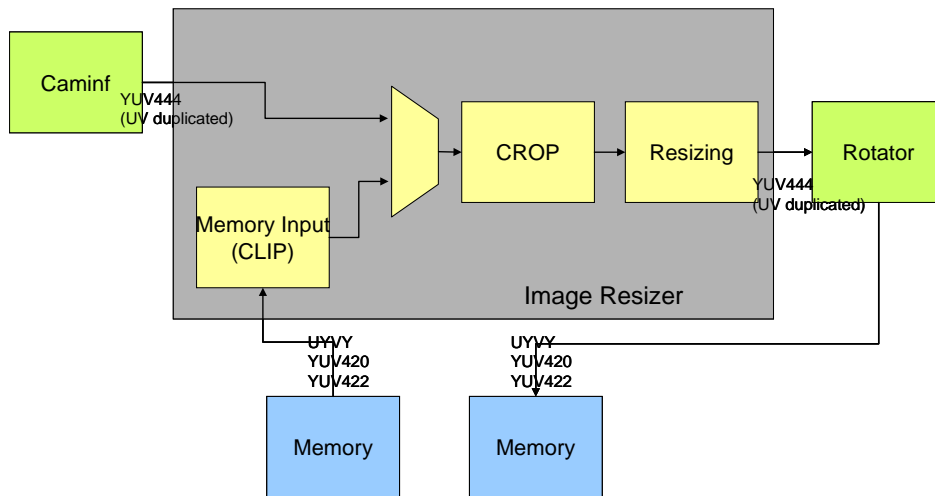 Caminf
YUV444
(UV duplicated)
CROP
Resizing
Rotator
YUV444
(UV duplicated)
Memory Input
(CLIP)
Image Resizer
UYVY
YUV420
YUV422
UYVY
YUV420
YUV422
Memory
Memory